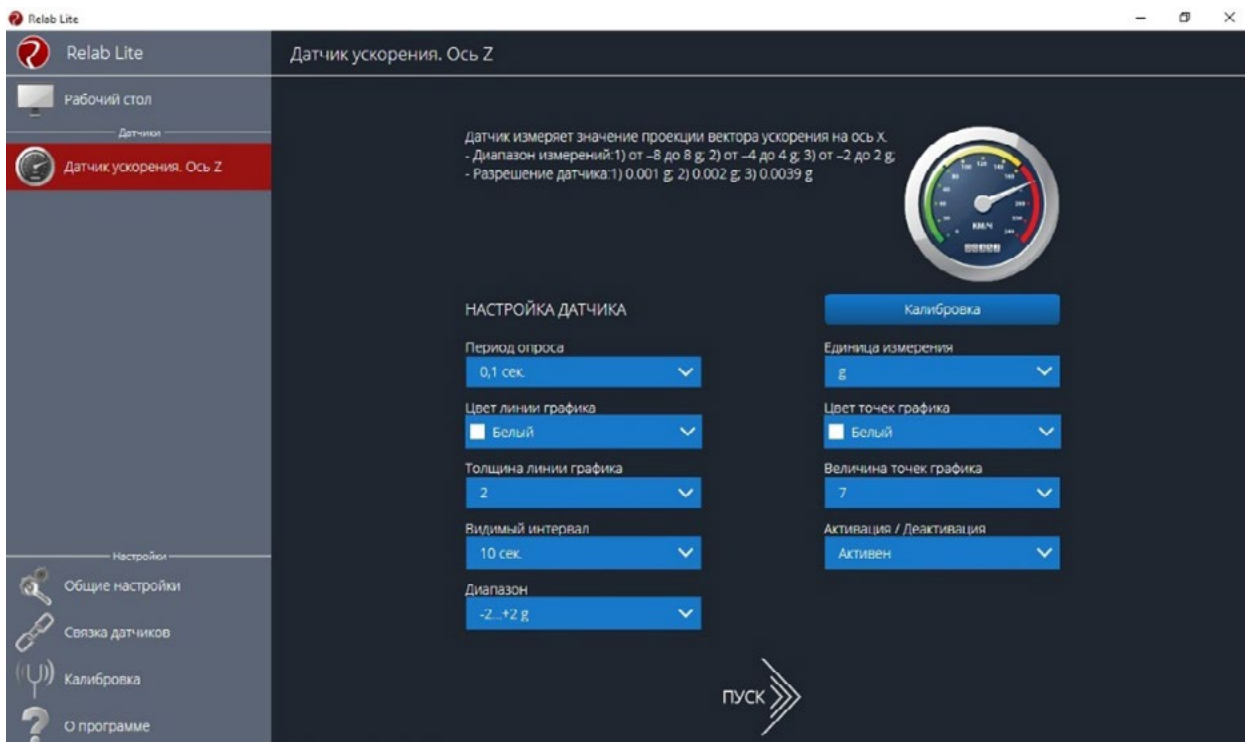 Relab Lite
Relab Lite
Датчик ускорения. Ось Z
Рабочий стол
Датчики
Датчик ускорения. Ось Z
Датчик измеряет значение проекции вектора ускорения на ось X.
- Диапазон измерений:1) от –8 до 8 g; 2) от –4 до 4 g; 3) от –2 до 2 g;
- Разрешение датчика:1) 0.001 g; 2) 0.002 g; 3) 0.0039 g
КМ/Ч
НАСТРОЙКА ДАТЧИКА
Калибровка
Период опроса
Единица измерения
0,1 сек.
g
Цвет линии графика
Цвет точек графика
Белый
Белый
Толщина линии графика
Величина точек графика
2
7
Видимый интервал
Активация / Деактивация
10 сек.
Активен
Диапазон
-2...+2 g
Настройки
Общие настройки
Связка датчиков
Калибровка
О программе
ПУСК